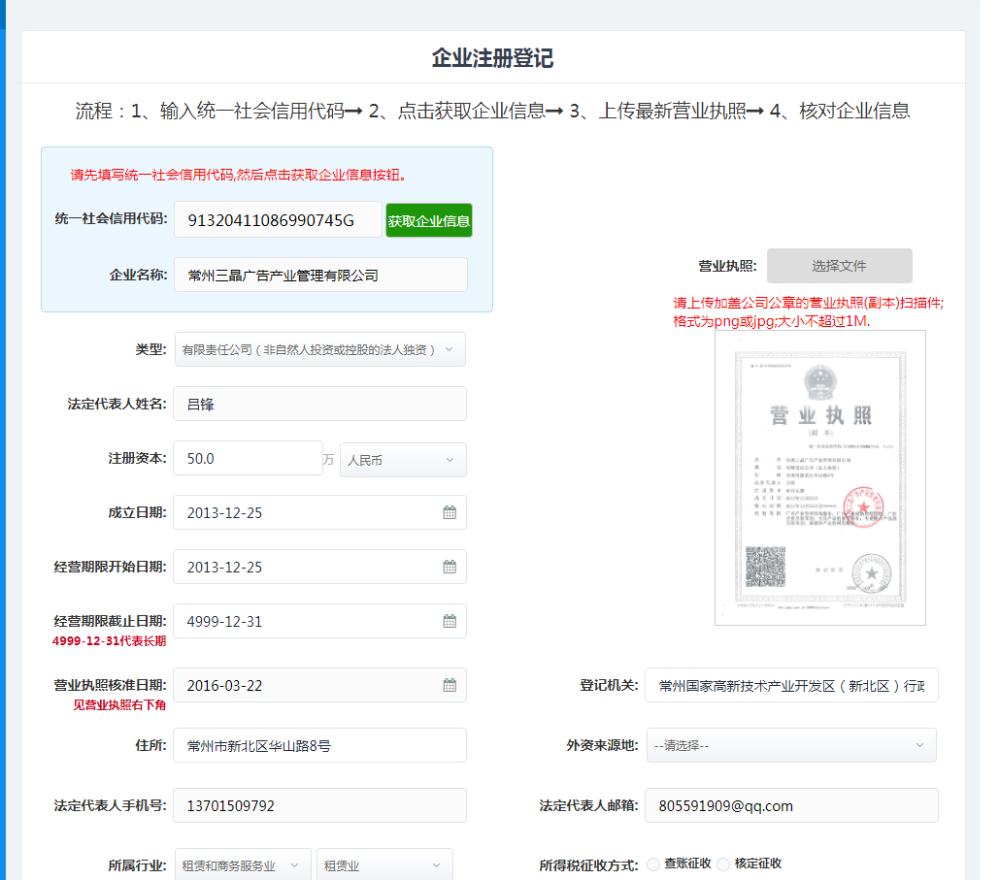 企业注册登记
流程：1、输入统一社会信用代码→ 2、点击获取企业信息→ 3、上传最新营业执照→ 4、核对企业信息
请先填写统一社会信用代码,然后点击获取企业信息按钮。
统一社会信用代码: 91320411086990745G 获取企业信息
企业名称: 常州三晶广告产业管理有限公司
营业执照: 选择文件
请上传加盖公司公章的营业执照(副本)扫描件;
格式为png或jpg;大小不超过1M.
营业执照
类型: 有限责任公司（非自然人投资或控股的法人独资）
法定代表人姓名: 吕锋
注册资本: 50.0 万 人民币
成立日期: 2013-12-25
经营期限开始日期: 2013-12-25
经营期限截止日期: 4999-12-31
4999-12-31代表长期
营业执照核准日期: 2016-03-22 登记机关: 常州国家高新技术产业开发区（新北区）行政
见营业执照右下角
住所: 常州市新北区华山路8号 外资来源地: --请选择--
法定代表人手机号: 13701509792 法定代表人邮箱: 805591909@qq.com
所属行业: 租赁和商务服务业 租赁业 所得税征收方式: 查账征收 核定征收